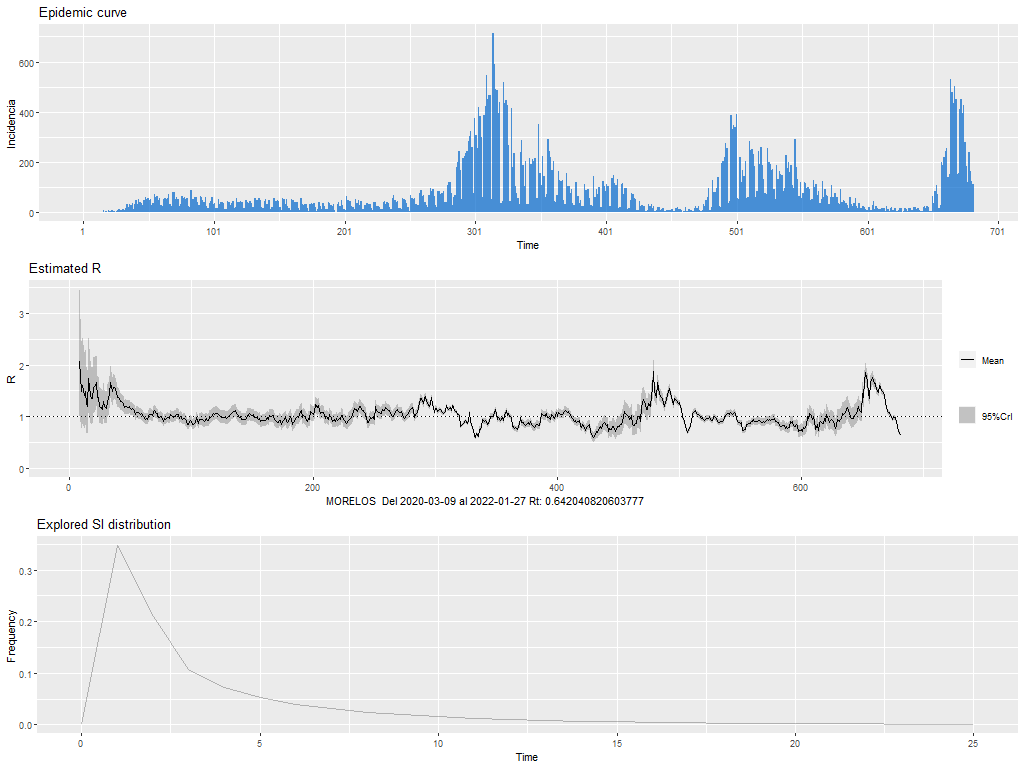 Epidemic curve
Incidencia
600
400
200
0
1
101
201
301
401
501
601
701
Time
Estimated R
R
3
2
1
0
0
200
400
600
MORELOS Del 2020-03-09 al 2022-01-27 Rt: 0.642040820603777
Mean
95%CrI
Explored SI distribution
Frequency
0.3
0.2
0.1
0.0
0
5
10
15
20
25
Time